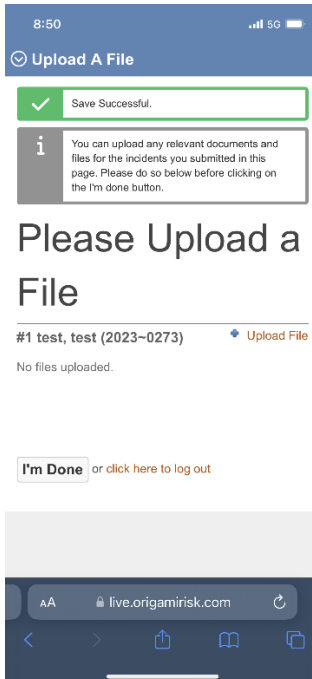 8:50
5G
Upload A File
Save Successful.
i
You can upload any relevant documents and
files for the incidents you submitted in this
page. Please do so below before clicking on
the I'm done button.
Please Upload a
File
#1 test, test (2023~0273)
Upload File
No files uploaded.
I'm Done or click here to log out
AA
live.origamirisk.com